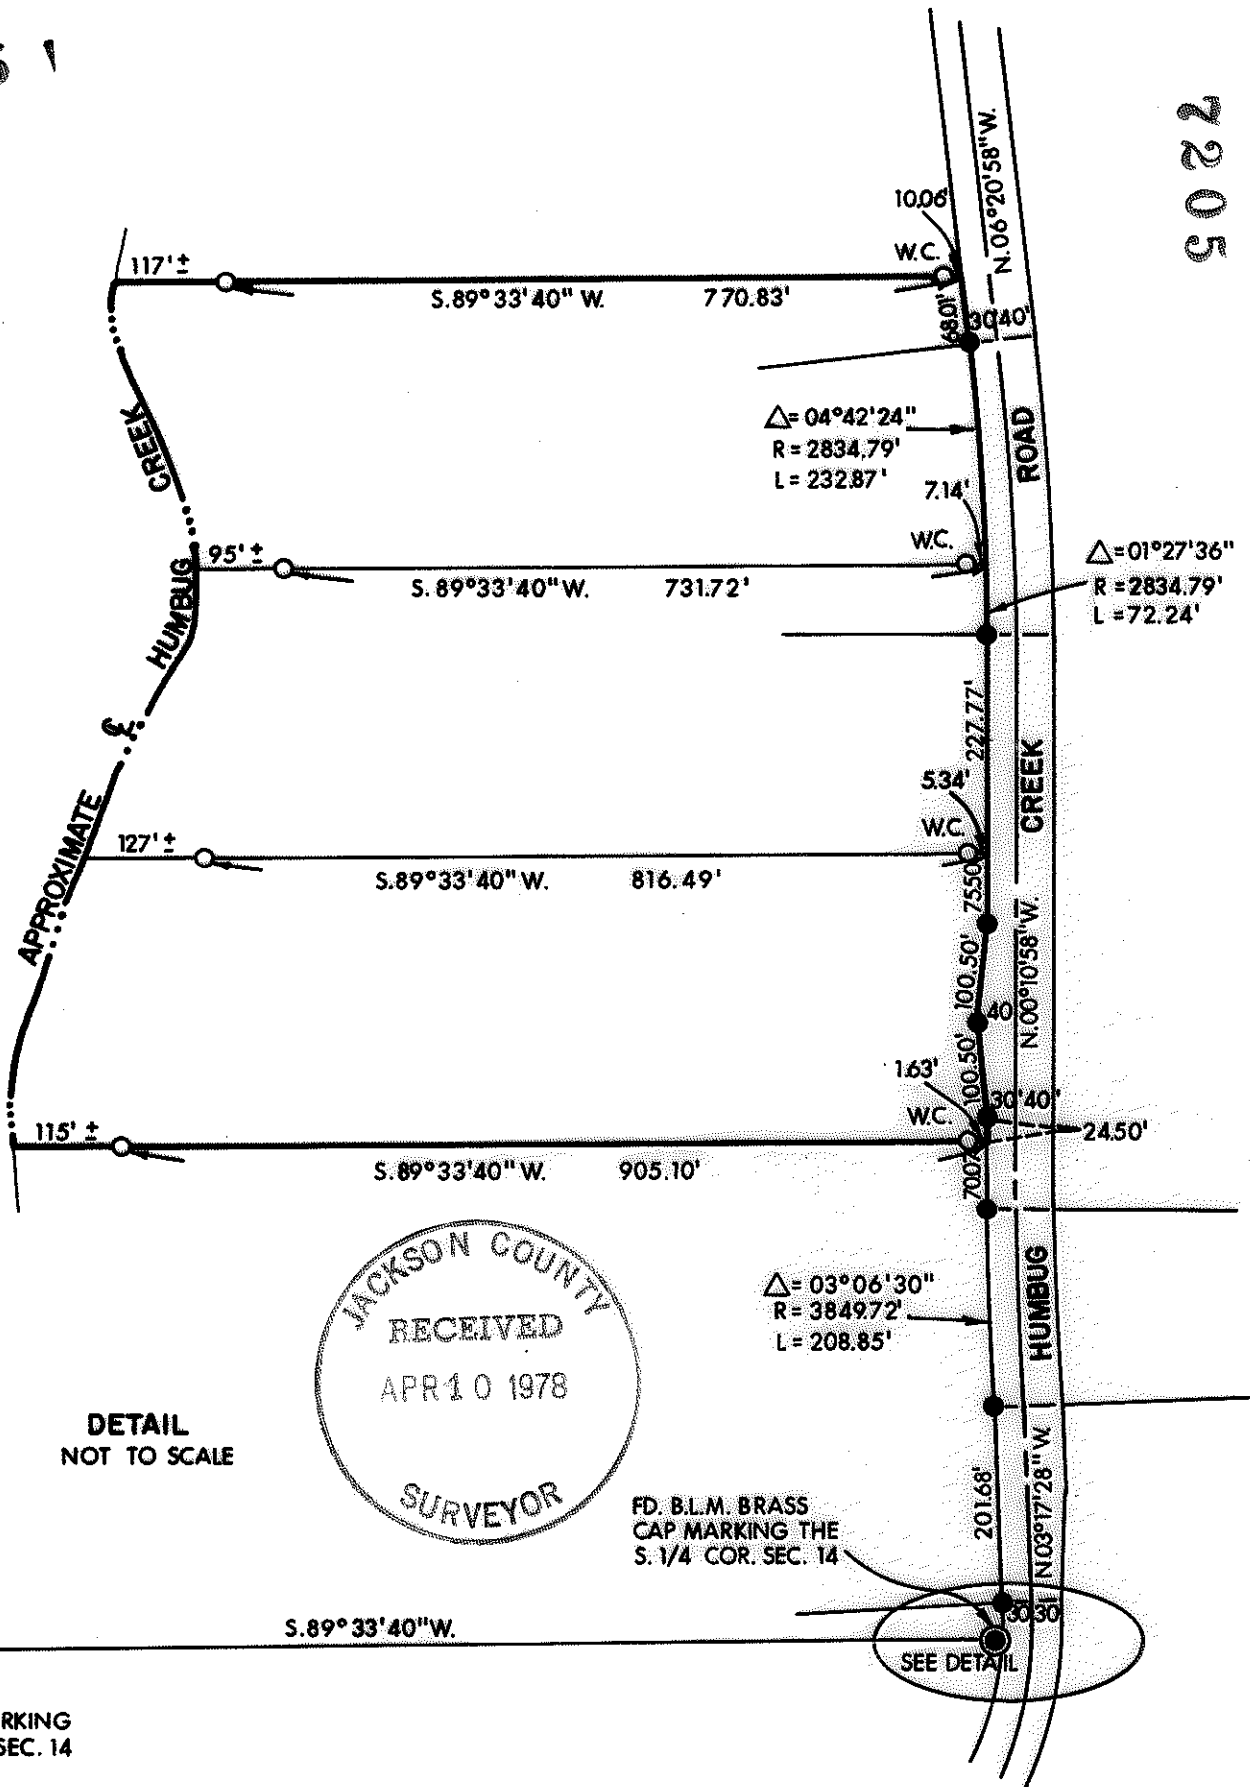 7205
N.06°20'58"W.
10.06'
W.C.
117'±
S.89°33'40"W. 770.83'
68.01'
30'40'
△=04°42'24"
R=2834.79'
L=232.87'
ROAD
CREEK
7.14'
W.C.
95'±
S.89°33'40"W. 731.72'
△=01°27'36"
R=2834.79'
L=72.24'
HUMBUG
227.77'
℄
CREEK
5.34'
W.C.
127'±
S.89°33'40"W. 816.49'
75.50'
APPROXIMATE
N.00°10'58"W.
100.50'
40'
100.50'
1.63'
W.C.
30'40'
24.50'
115'±
S.89°33'40"W. 905.10'
70.07'
JACKSON COUNTY
RECEIVED
APR 10 1978
SURVEYOR
△=03°06'30"
R=3849.72'
L=208.85'
HUMBUG
DETAIL
NOT TO SCALE
201.68'
N.03°17'28"W.
FD. B.L.M. BRASS
CAP MARKING THE
S. 1/4 COR. SEC. 14
30'30'
S.89°33'40"W.
SEE DETAIL
RKING
SEC. 14